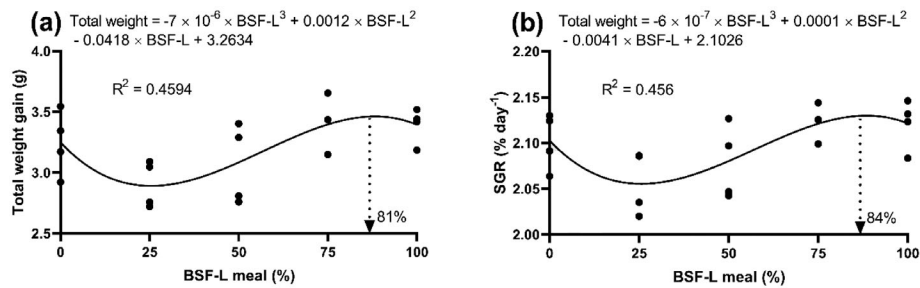 (a)
Total weight = -7 × 10⁻⁶ × BSF-L³ + 0.0012 × BSF-L²
- 0.0418 × BSF-L + 3.2634
R² = 0.4594
Total weight gain (g)
4.0
3.5
3.0
2.5
81%
0 25 50 75 100
BSF-L meal (%)
(b)
Total weight = -6 × 10⁻⁷ × BSF-L³ + 0.0001 × BSF-L²
- 0.0041 × BSF-L + 2.1026
R² = 0.456
SGR (% day⁻¹)
2.20
2.15
2.10
2.05
2.00
84%
0 25 50 75 100
BSF-L meal (%)